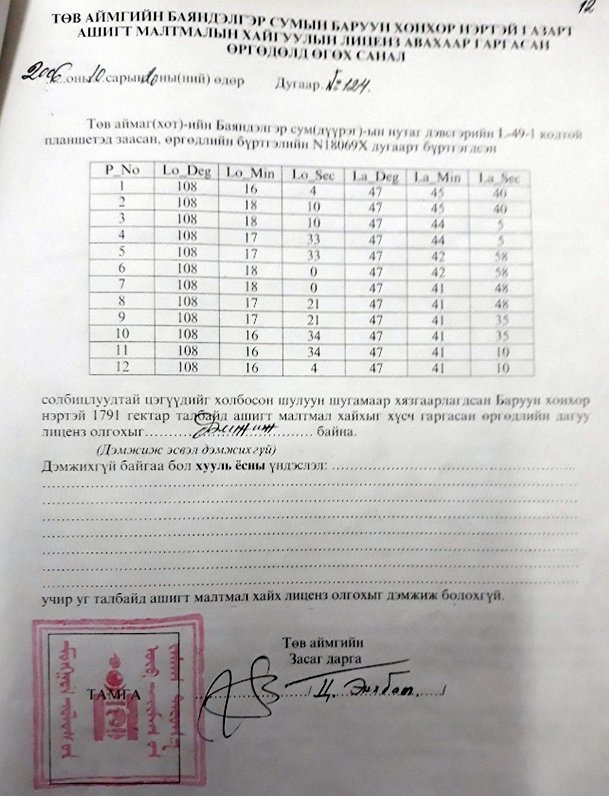 12
ТӨВ АЙМГИЙН БАЯНДЭЛГЭР СУМЫН БАРУУН ХОНХОР НЭРТЭЙ ГАЗАРТ
АШИГТ МАЛТМАЛЫН ХАЙГУУЛЫН ЛИЦЕНЗ АВАХААР ГАРГАСАН
ӨРГӨДӨЛД ӨГӨХ САНАЛ
2006 оны 10 сарын 10 ны(ний) өдөр Дугаар № 124.
Төв аймаг(хот)-ийн Баяндэлгэр сум(дүүрэг)-ын нутаг дэвсгэрийн L-49-1 колтой
планшетэд заасан, өргөдлийн бүртгэлийн N18069X дугаарт бүртгэлдсэн
P_No Lo_Deg Lo_Min Lo_Sec La_Deg La_Min La_Sec
1 108 16 4 47 45 40
2 108 18 10 47 45 40
3 108 18 10 47 44 5
4 108 17 33 47 44 5
5 108 17 33 47 42 58
6 108 18 0 47 42 58
7 108 18 0 47 41 48
8 108 17 21 47 41 48
9 108 17 21 47 41 35
10 108 16 34 47 41 35
11 108 16 34 47 41 10
12 108 16 4 47 41 10
солбицлуудтай цэгүүдийг холбосон шулуун шугамаар хязгаарлагдсан Баруун хонхор
нэртэй 1791 гектар талбайд ашигт малтмал хайхыг хүсч гаргасан өргөдлийн дагуу
лиценз олгохыг дэмжиж байна.
(Дэмжиж эсвэл дэмжихгүй)
Дэмжихгүй байгаа бол хууль ёсны үндэслэл:
учир уг талбайд ашигт малтмал хайх лиценз олгохыг дэмжиж болохгүй.
Төв аймгийн
Засаг дарга
ТАМГА / Ц. Энхбат /